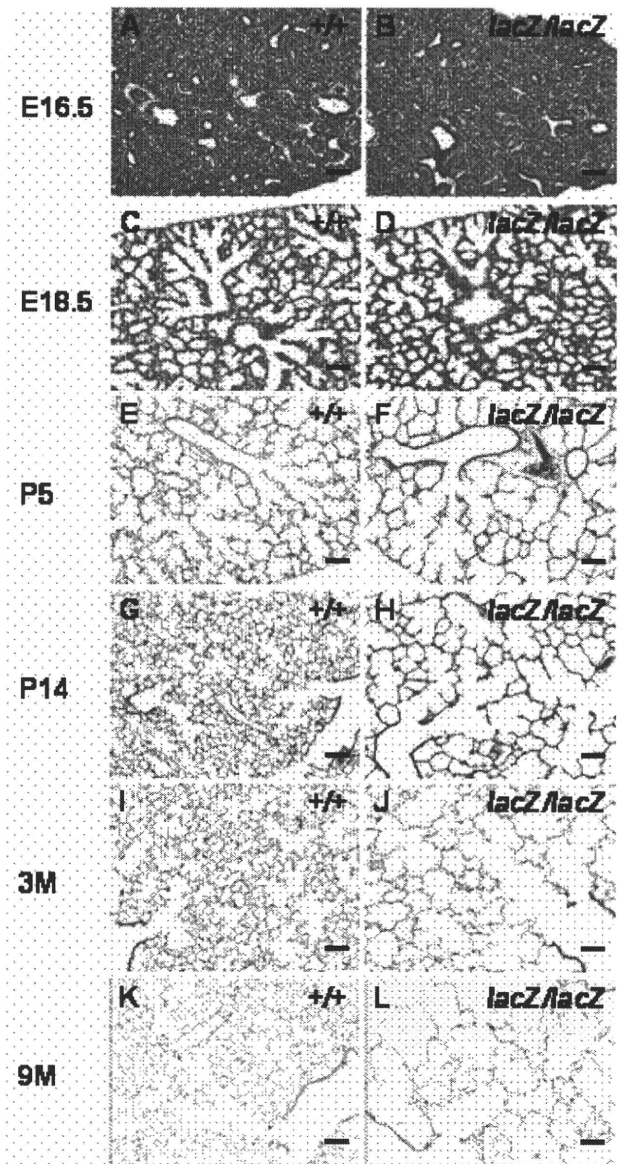 A +/+ B lacZ/lacZ
E16.5
C +/+ D lacZ/lacZ
E18.5
E +/+ F lacZ/lacZ
P5
G +/+ H lacZ/lacZ
P14
I +/+ J lacZ/lacZ
3M
K +/+ L lacZ/lacZ
9M